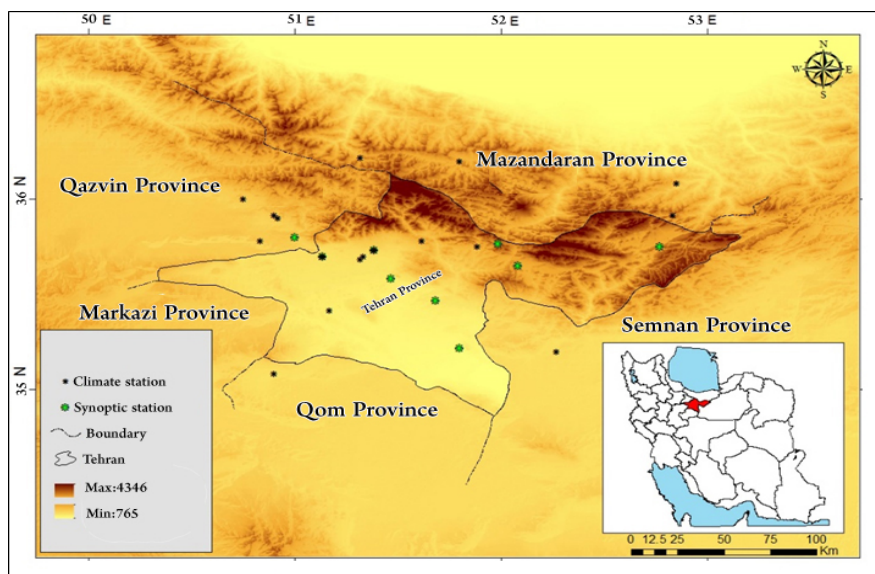 50 E
51 E
52 E
53 E
N
W
E
S
36 N
35 N
Mazandaran Province
Qazvin Province
Tehran Province
Markazi Province
Semnan Province
Qom Province
Climate station
Synoptic station
Boundary
Tehran
Max:4346
Min:765
0 12.5 25 50 75 100
Km